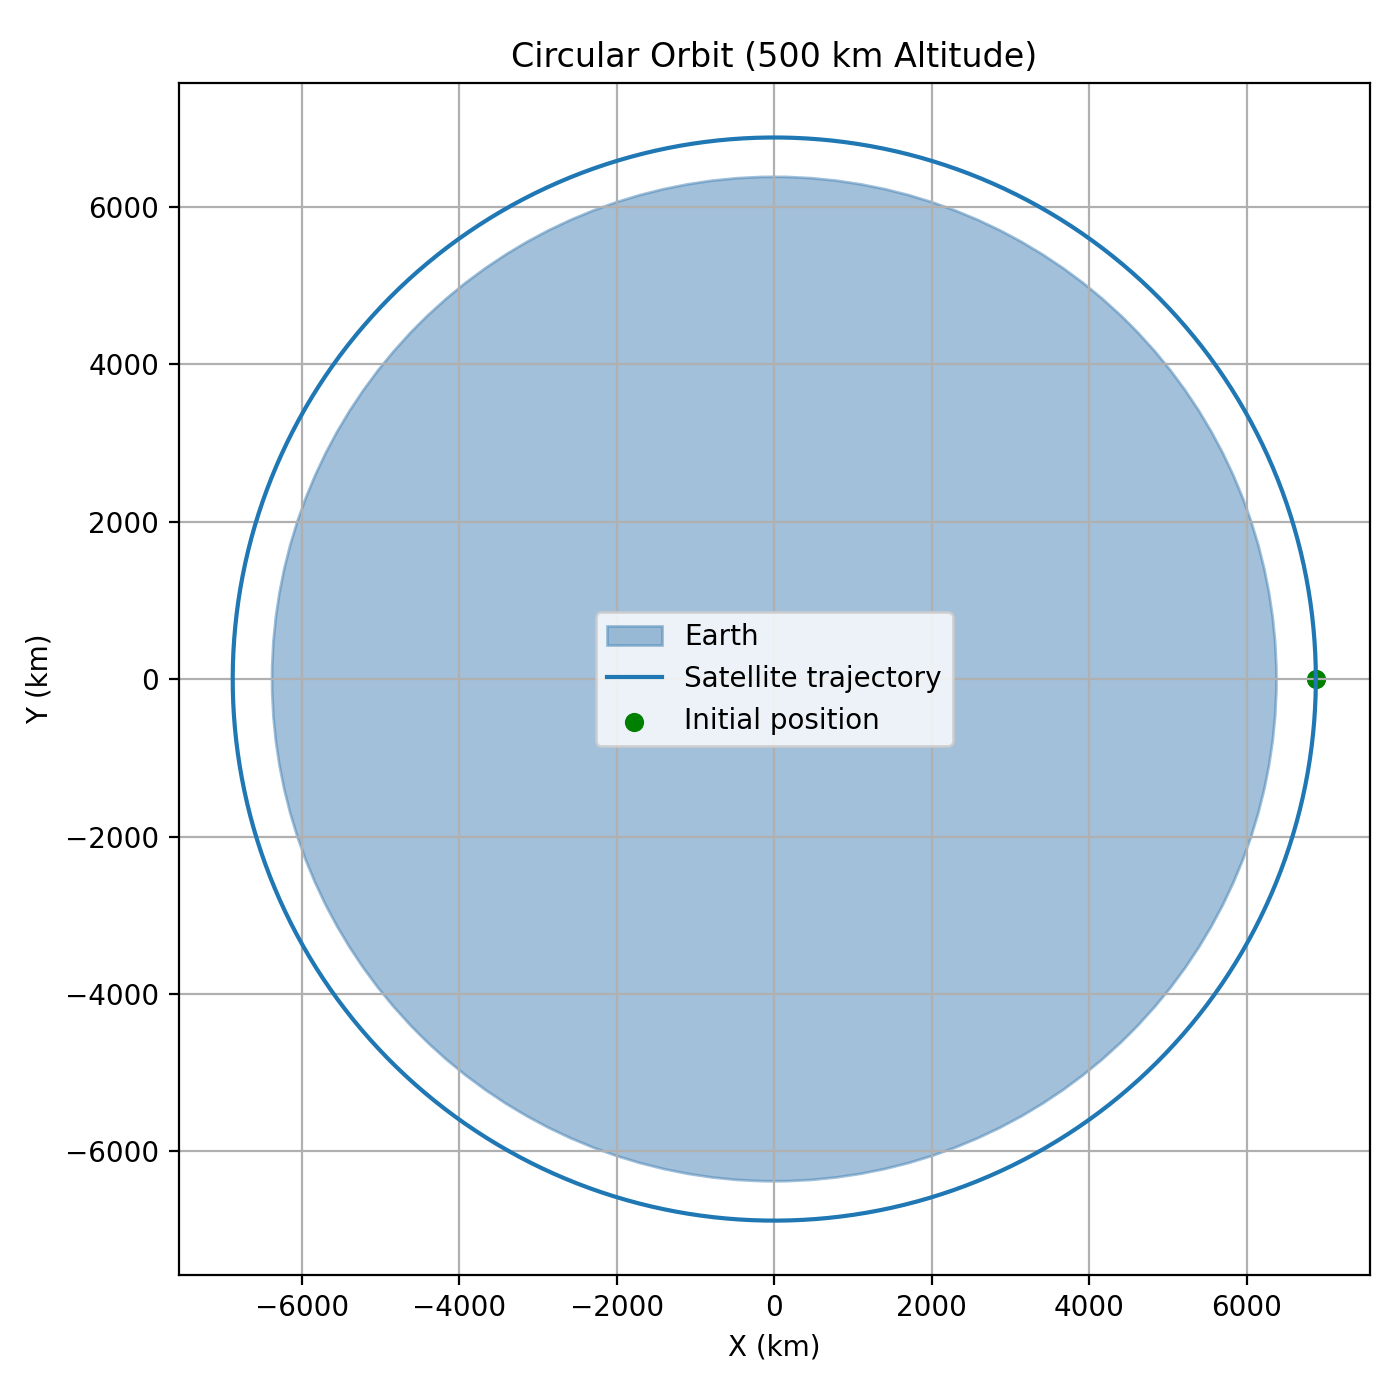 Circular Orbit (500 km Altitude)
Y (km)
6000
4000
2000
0
−2000
−4000
−6000
Earth
Satellite trajectory
Initial position
−6000 −4000 −2000 0 2000 4000 6000
X (km)